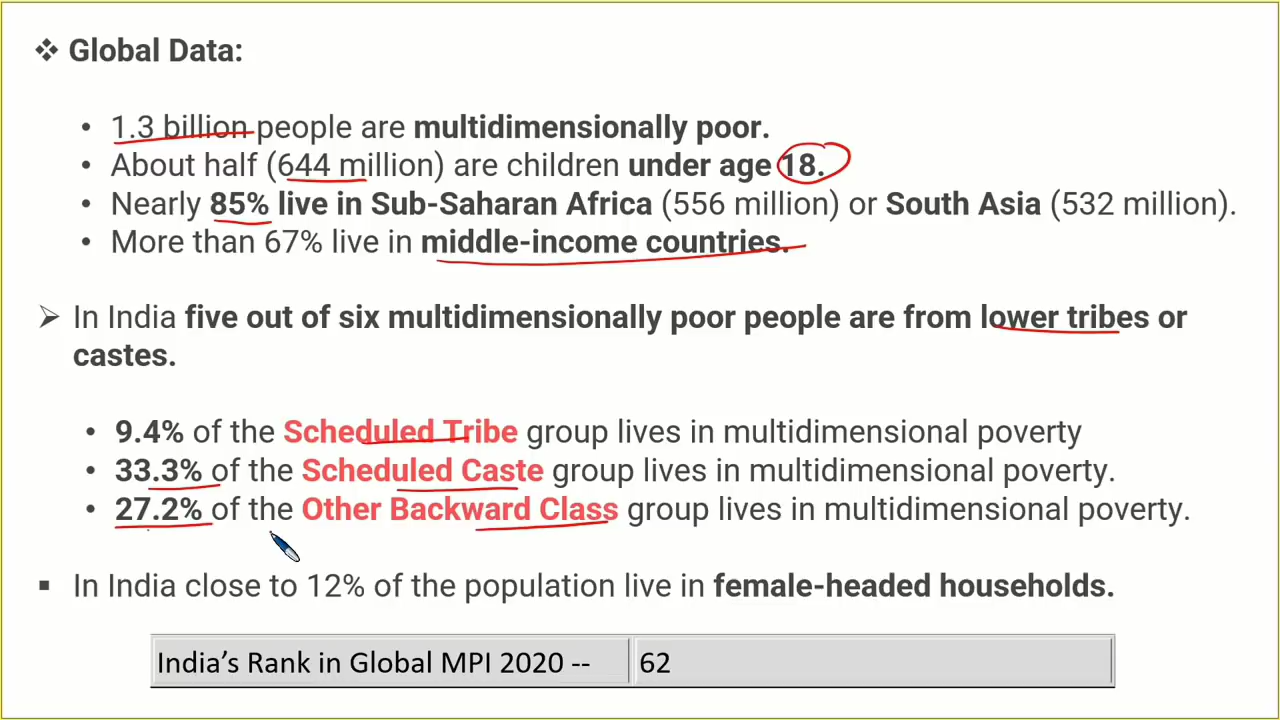 Global Data:
1.3 billion people are multidimensionally poor.
About half (644 million) are children under age 18.
Nearly 85% live in Sub-Saharan Africa (556 million) or South Asia (532 million).
More than 67% live in middle-income countries.
In India five out of six multidimensionally poor people are from lower tribes or
castes.
9.4% of the Scheduled Tribe group lives in multidimensional poverty
33.3% of the Scheduled Caste group lives in multidimensional poverty.
27.2% of the Other Backward Class group lives in multidimensional poverty.
In India close to 12% of the population live in female-headed households.
India's Rank in Global MPI 2020 -- 62